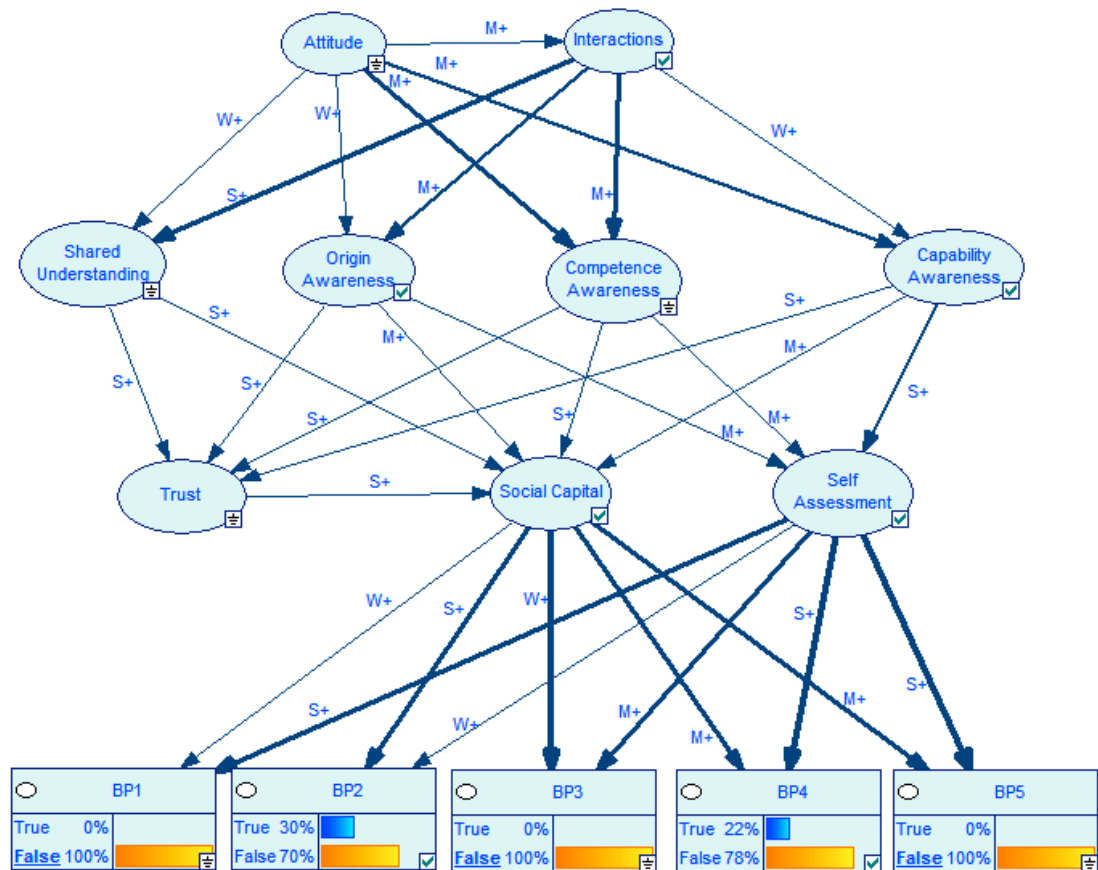 Attitude
M+
Interactions
M+
M+
W+
W+
W+
S+
M+
M+
Shared
Understanding
Origin
Awareness
Competence
Awareness
Capability
Awareness
S+
S+
M+
M+
S+
S+
S+
S+
S+
M+
M+
Trust
S+
Social Capital
Self
Assessment
W+
S+
W+
S+
S+
S+
M+
W+
M+
M+
BP1
True 0%
False 100%
BP2
True 30%
False 70%
BP3
True 0%
False 100%
BP4
True 22%
False 78%
BP5
True 0%
False 100%